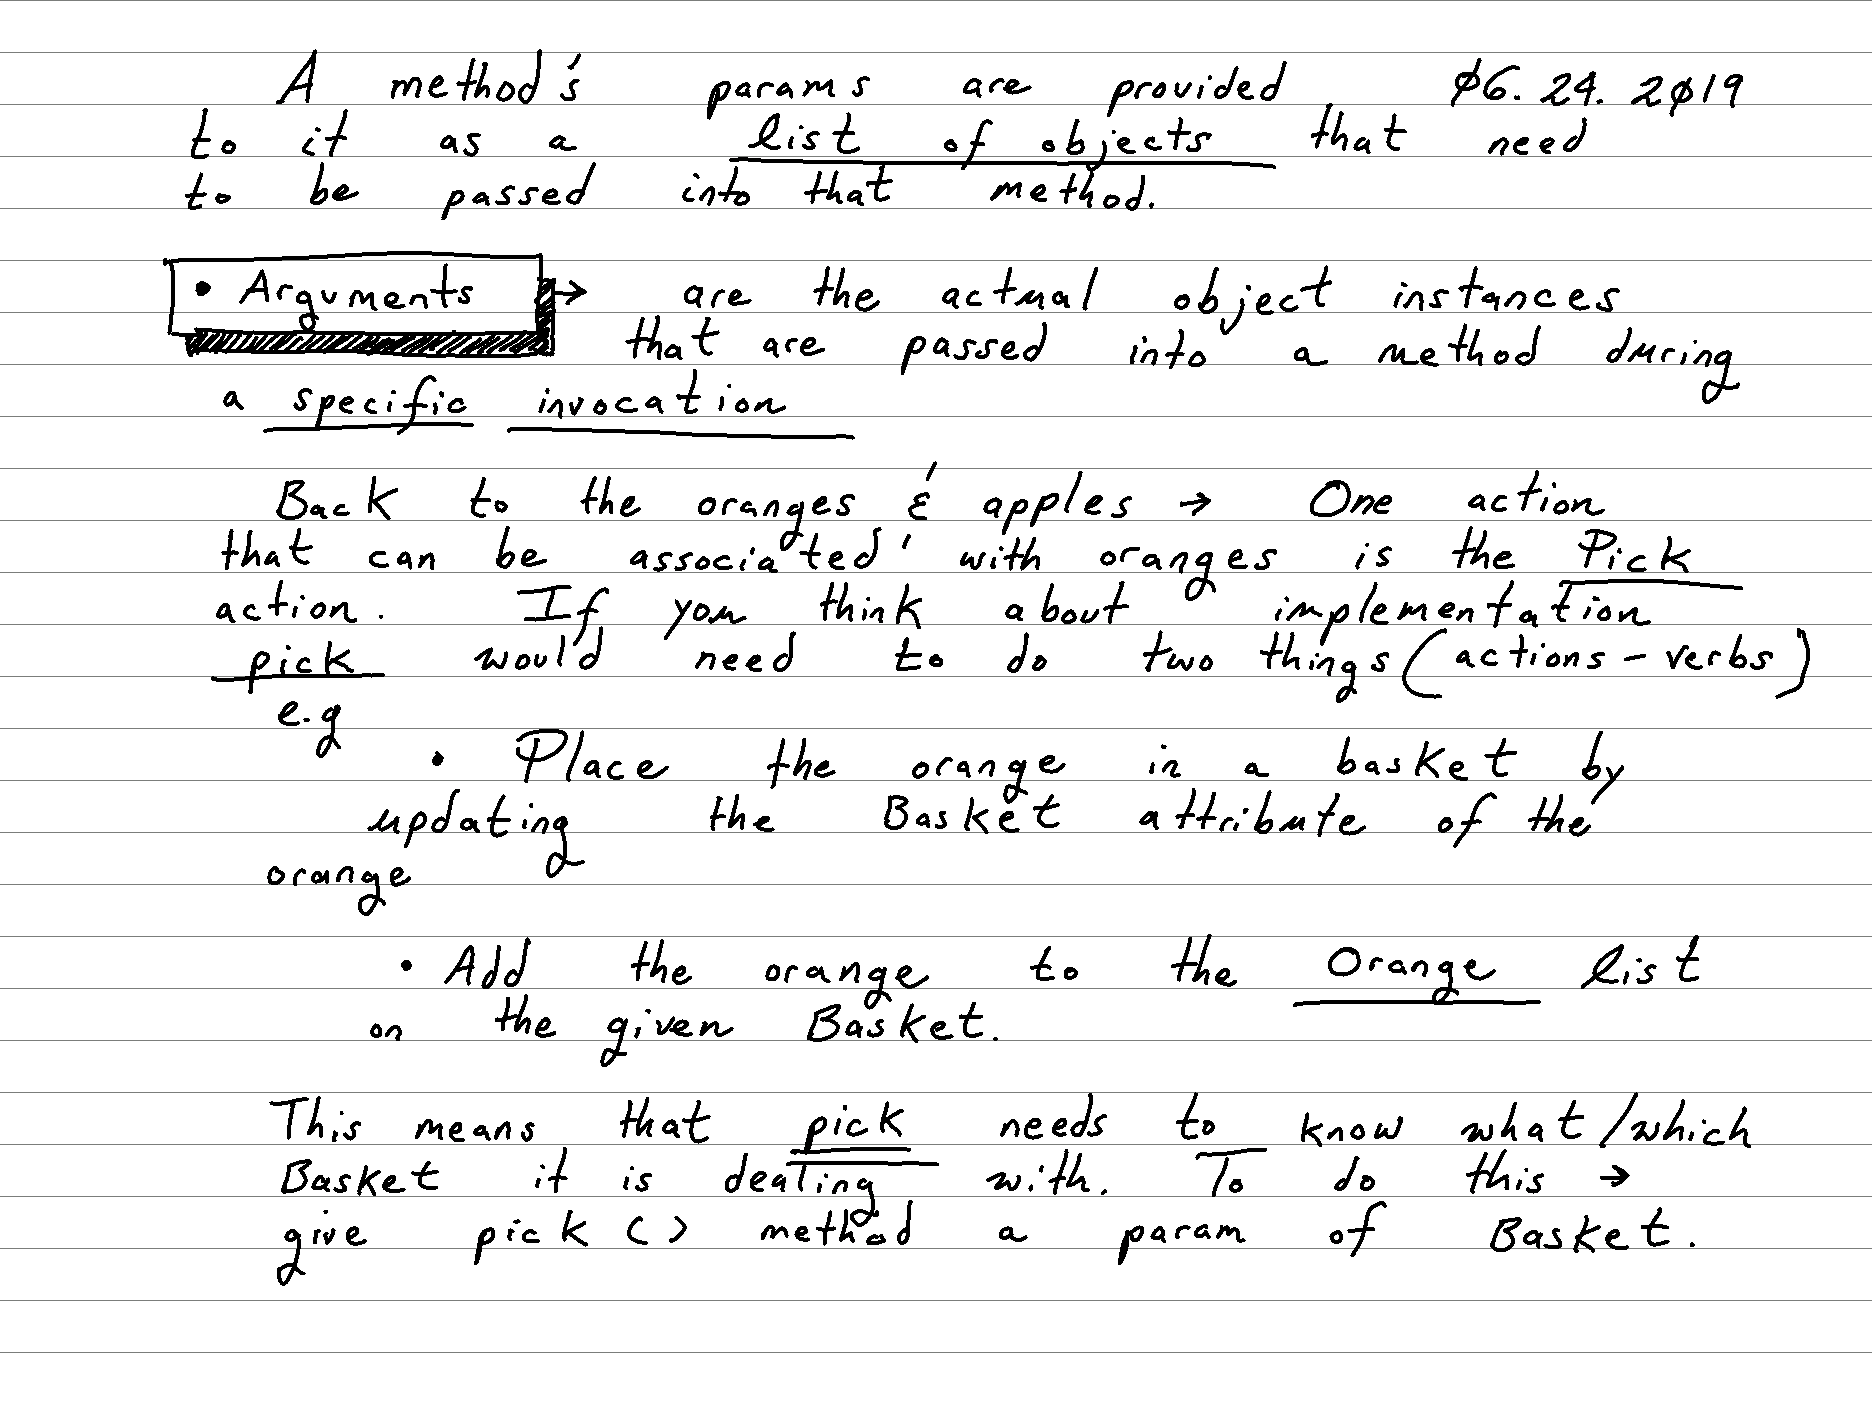 A method's params are provided ø6. 24. 2ø19
to it as a list of objects that need
to be passed into that method.
• Arguments → are the actual object instances
that are passed into a method during
a specific invocation
Back to the oranges & apples → One action
that can be associated with oranges is the Pick
action. If you think about implementation
pick would need to do two things (actions - verbs)
e.g
• Place the orange in a basket by
updating the Basket attribute of the
orange
• Add the orange to the Orange list
on the given Basket.
This means that pick needs to know what/which
Basket it is dealing with. To do this →
give pick () method a param of Basket.